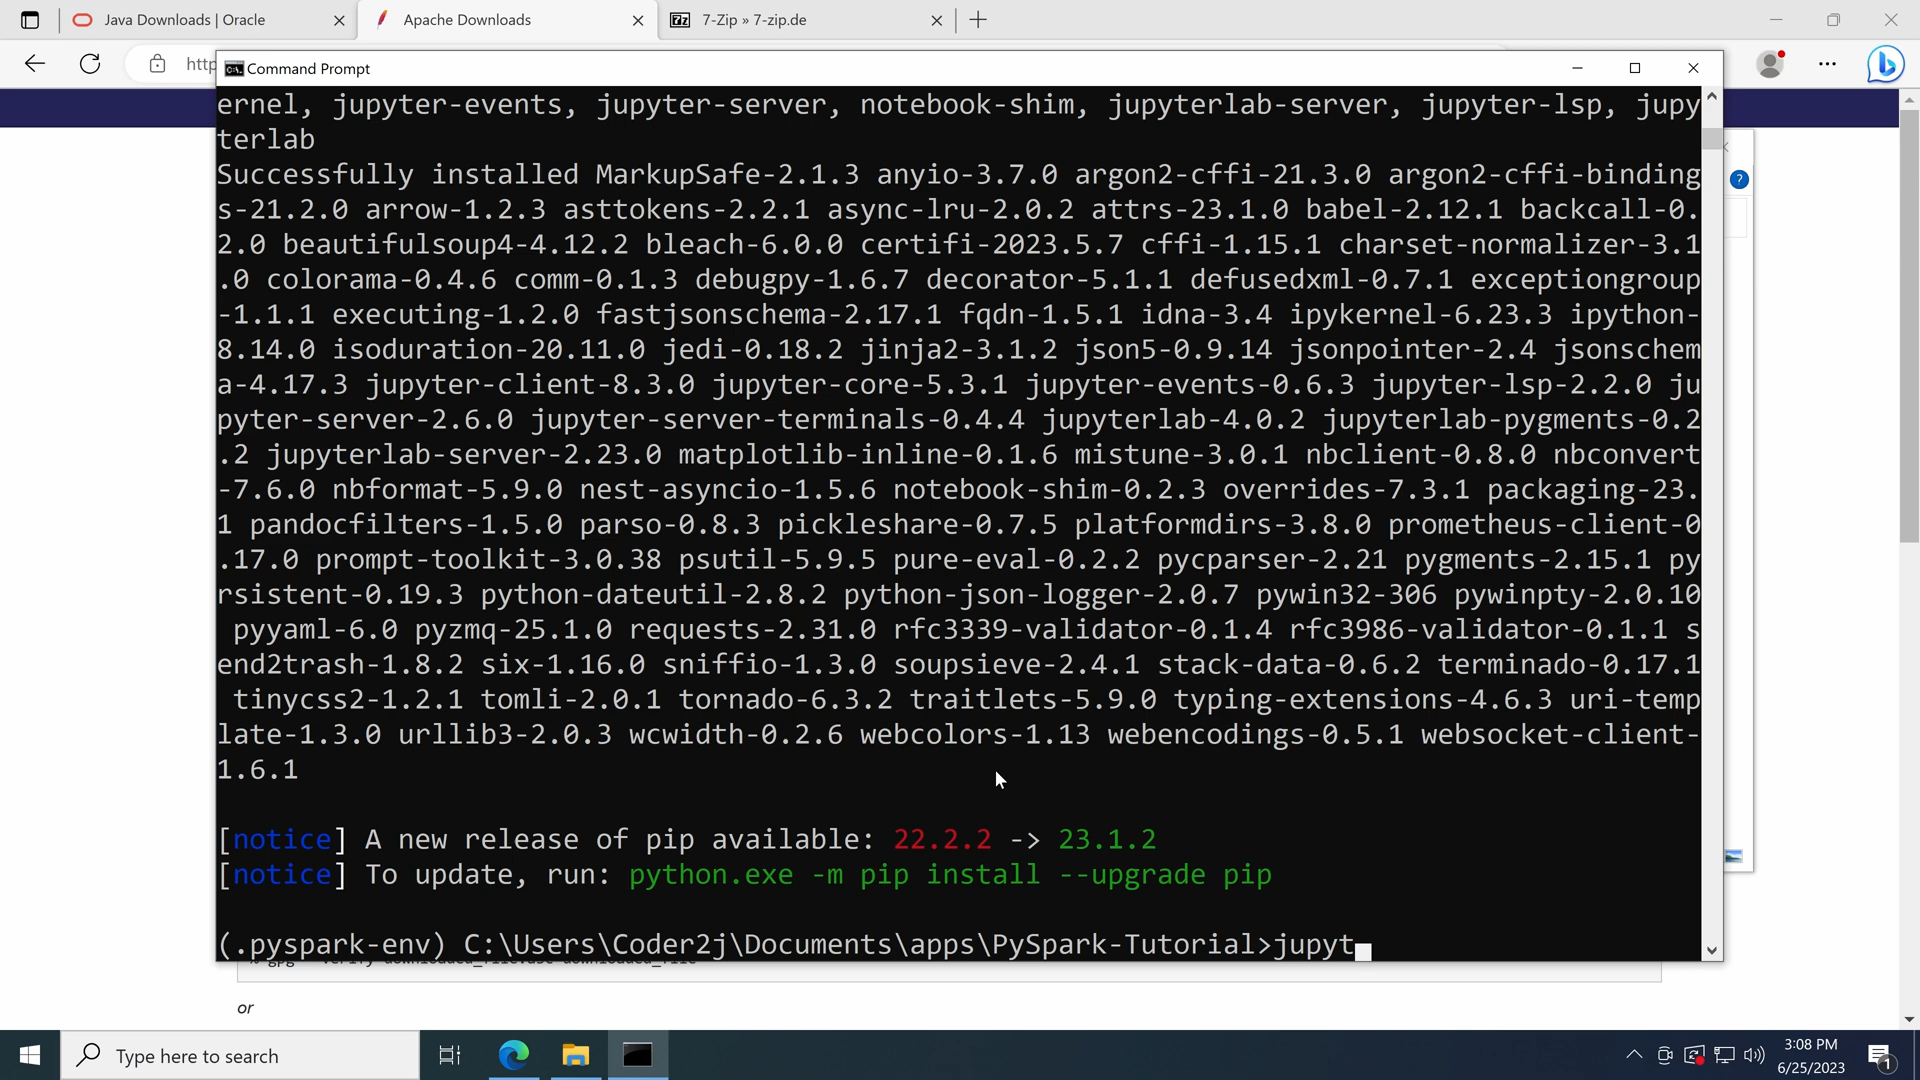 Java Downloads | Oracle
Apache Downloads
7z
7-Zip » 7-zip.de
http
C:\.
Command Prompt
ernel, jupyter-events, jupyter-server, notebook-shim, jupyterlab-server, jupyter-lsp, jupy
terlab
Successfully installed MarkupSafe-2.1.3 anyio-3.7.0 argon2-cffi-21.3.0 argon2-cffi-binding
s-21.2.0 arrow-1.2.3 asttokens-2.2.1 async-lru-2.0.2 attrs-23.1.0 babel-2.12.1 backcall-0.
2.0 beautifulsoup4-4.12.2 bleach-6.0.0 certifi-2023.5.7 cffi-1.15.1 charset-normalizer-3.1
.0 colorama-0.4.6 comm-0.1.3 debugpy-1.6.7 decorator-5.1.1 defusedxml-0.7.1 exceptiongroup
-1.1.1 executing-1.2.0 fastjsonschema-2.17.1 fqdn-1.5.1 idna-3.4 ipykernel-6.23.3 ipython-
8.14.0 isoduration-20.11.0 jedi-0.18.2 jinja2-3.1.2 json5-0.9.14 jsonpointer-2.4 jsonschem
a-4.17.3 jupyter-client-8.3.0 jupyter-core-5.3.1 jupyter-events-0.6.3 jupyter-lsp-2.2.0 ju
pyter-server-2.6.0 jupyter-server-terminals-0.4.4 jupyterlab-4.0.2 jupyterlab-pygments-0.2
.2 jupyterlab-server-2.23.0 matplotlib-inline-0.1.6 mistune-3.0.1 nbclient-0.8.0 nbconvert
-7.6.0 nbformat-5.9.0 nest-asyncio-1.5.6 notebook-shim-0.2.3 overrides-7.3.1 packaging-23.
1 pandocfilters-1.5.0 parso-0.8.3 pickleshare-0.7.5 platformdirs-3.8.0 prometheus-client-0
.17.0 prompt-toolkit-3.0.38 psutil-5.9.5 pure-eval-0.2.2 pycparser-2.21 pygments-2.15.1 py
rsistent-0.19.3 python-dateutil-2.8.2 python-json-logger-2.0.7 pywin32-306 pywinpty-2.0.10
pyyaml-6.0 pyzmq-25.1.0 requests-2.31.0 rfc3339-validator-0.1.4 rfc3986-validator-0.1.1 s
end2trash-1.8.2 six-1.16.0 sniffio-1.3.0 soupsieve-2.4.1 stack-data-0.6.2 terminado-0.17.1
tinycss2-1.2.1 tomli-2.0.1 tornado-6.3.2 traitlets-5.9.0 typing-extensions-4.6.3 uri-temp
late-1.3.0 urllib3-2.0.3 wcwidth-0.2.6 webcolors-1.13 webencodings-0.5.1 websocket-client-
1.6.1
[notice] A new release of pip available: 22.2.2 -> 23.1.2
[notice] To update, run: python.exe -m pip install --upgrade pip
(.pyspark-env) C:\Users\Coder2j\Documents\apps\PySpark-Tutorial>jupyt
or
Type here to search
3:08 PM
6/25/2023
1